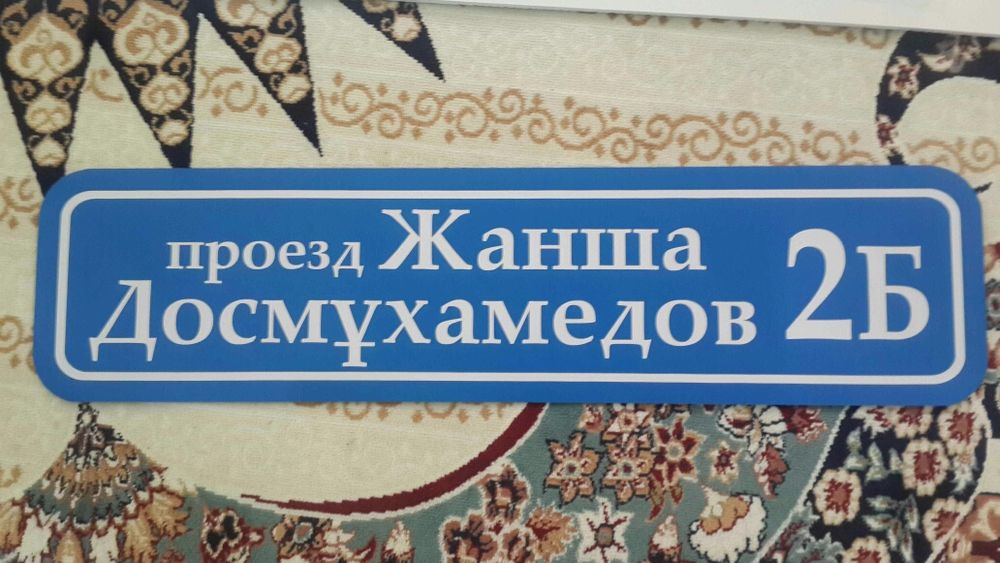 проезд Жанша
Досмұхамедов 2Б